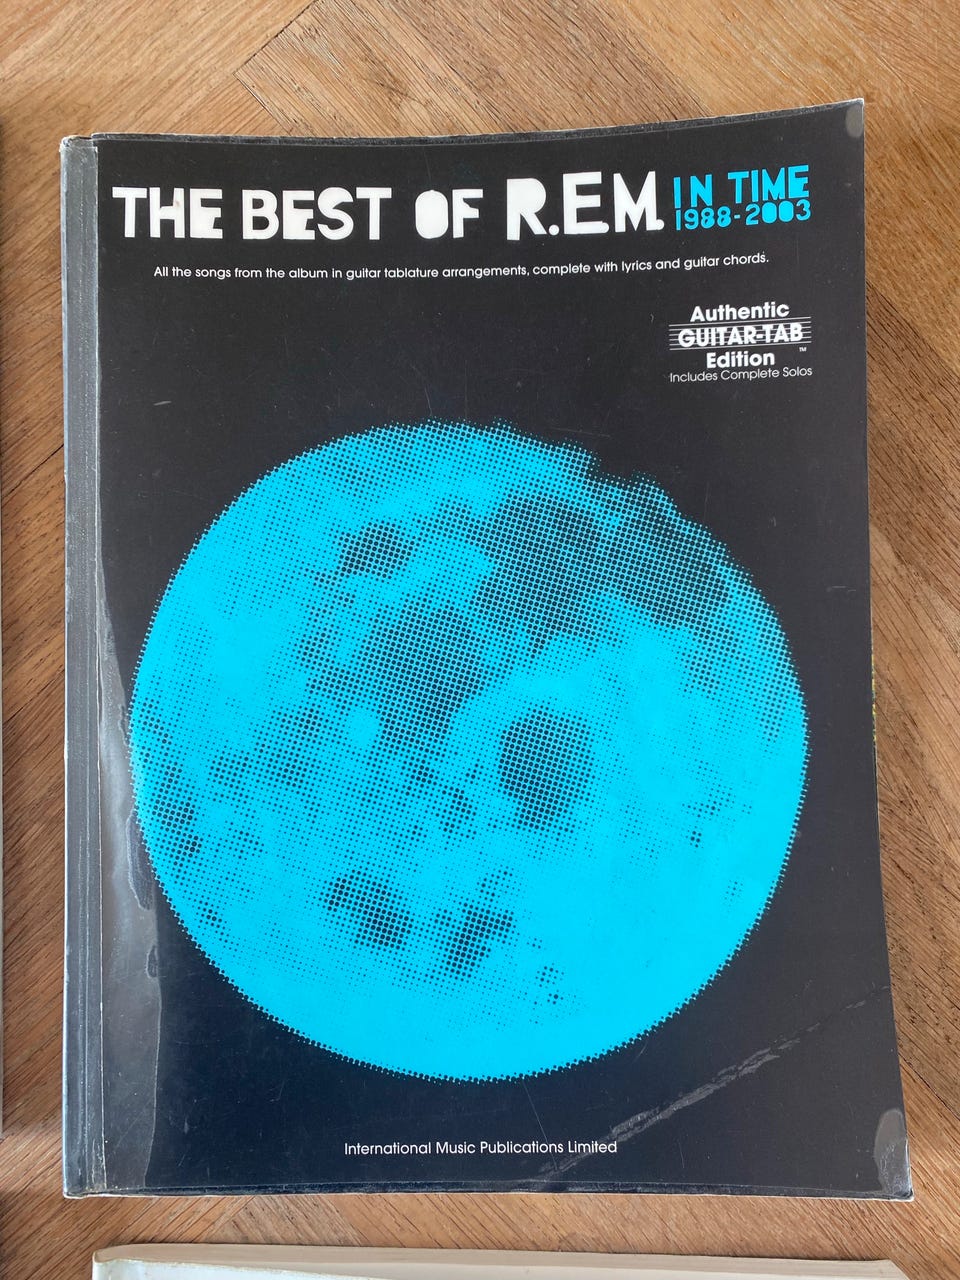 THE BEST OF R.E.M. IN TIME
1988-2003
All the songs from the album in guitar tablature arrangements, complete with lyrics and guitar chords.
Authentic
GUITAR-TAB
Edition ™
Includes Complete Solos
International Music Publications Limited